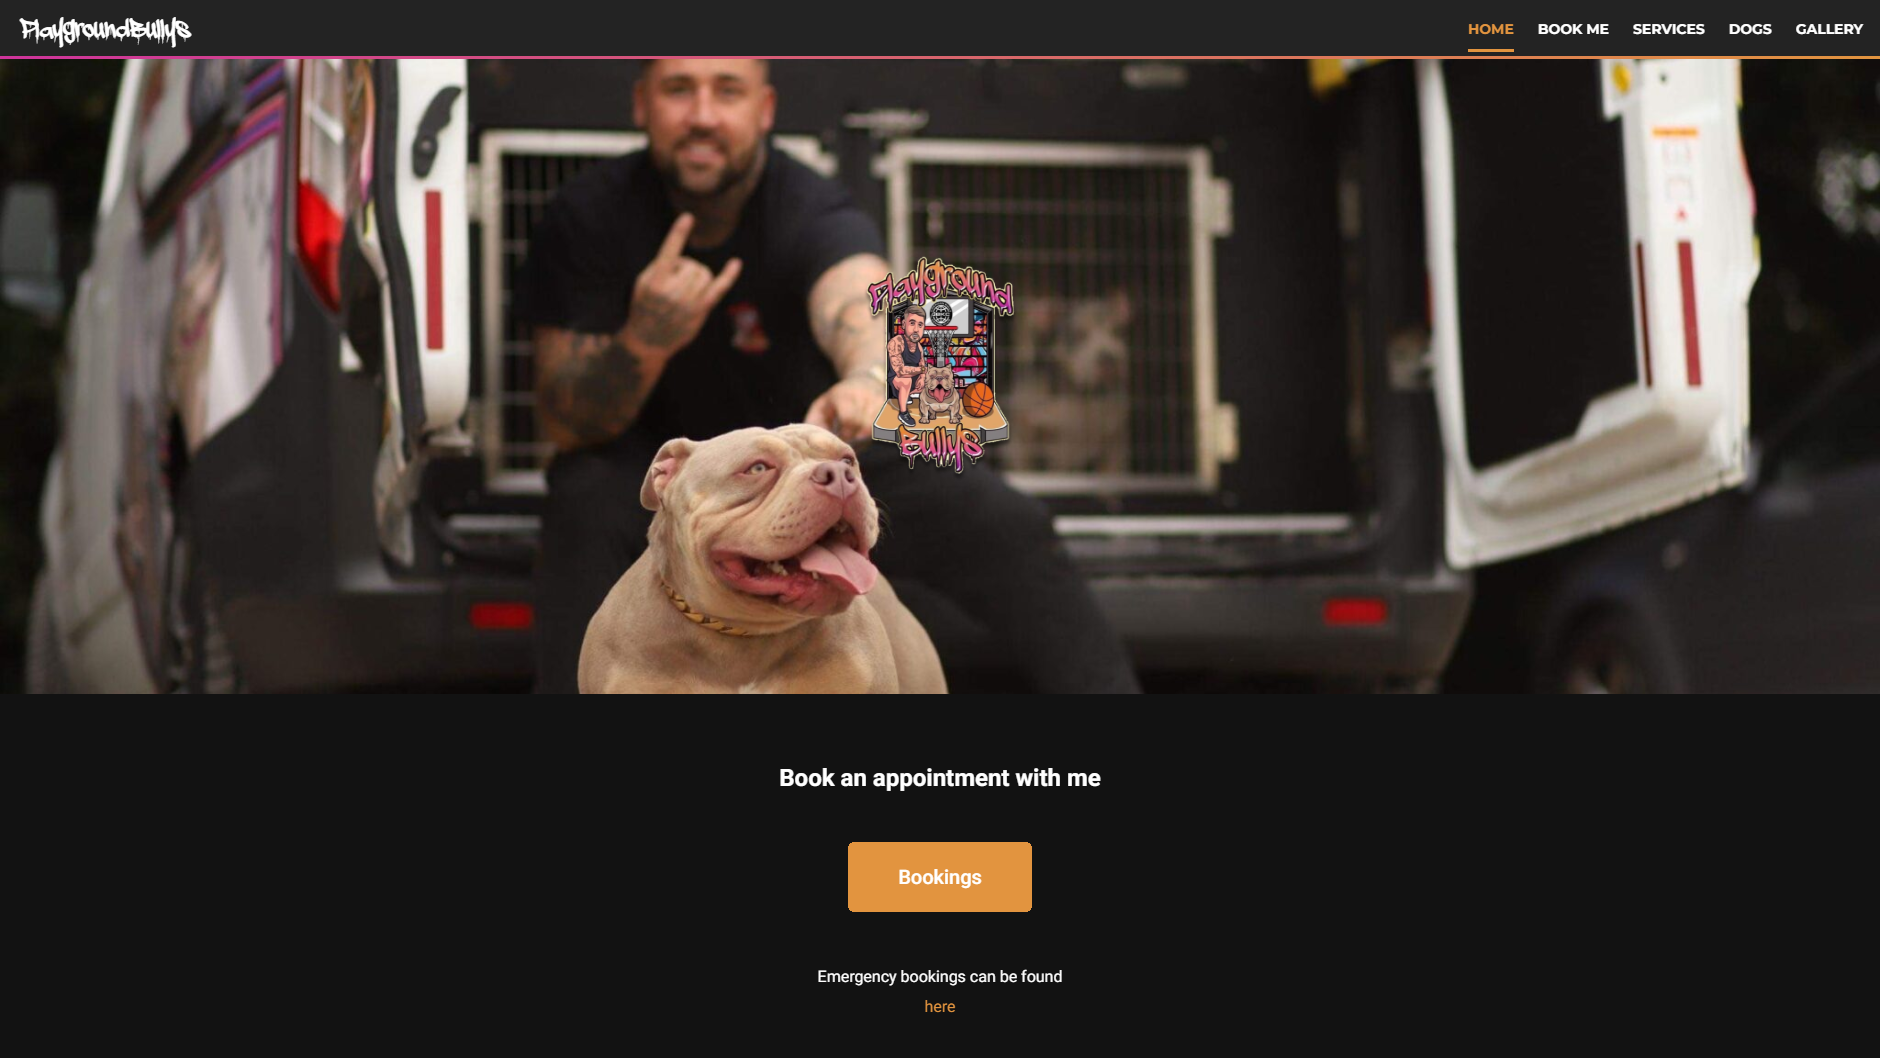 PlaygroundBullys
HOME
BOOK ME
SERVICES
DOGS
GALLERY
Playground
Bullys
Book an appointment with me
Bookings
Emergency bookings can be found
here